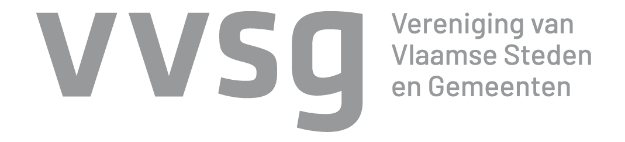 vvsg
Vereniging van
Vlaamse Steden
en Gemeenten